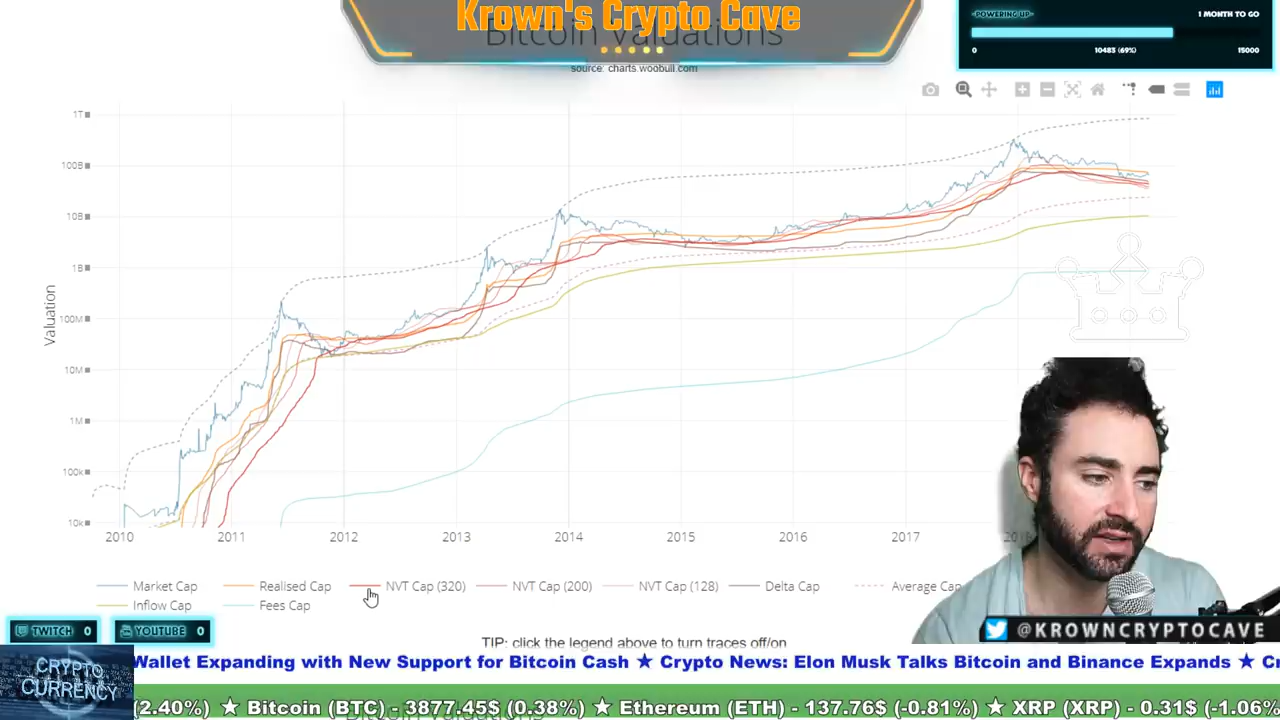 Krown's Crypto Cave
Bitcoin Valuations
source: charts.woobull.com
-POWERING UP-
1 MONTH TO GO
0
10483 (69%)
15000
Valuation
1T
100B
10B
1B
100M
10M
1M
100k
10k
2010
2011
2012
2013
2014
2015
2016
2017
Market Cap
Realised Cap
NVT Cap (320)
NVT Cap (200)
NVT Cap (128)
Delta Cap
Average Cap
Inflow Cap
Fees Cap
TWITCH 0
YOUTUBE 0
TIP: click the legend above to turn traces off/on
@KROWNCRYPTOCAVE
CRYPTO
CURRENCY
Wallet Expanding with New Support for Bitcoin Cash ★ Crypto News: Elon Musk Talks Bitcoin and Binance Expands ★
(2.40%) ★ Bitcoin (BTC) - 3877.45$ (0.38%) ★ Ethereum (ETH) - 137.76$ (-0.81%) ★ XRP (XRP) - 0.31$ (-1.06%